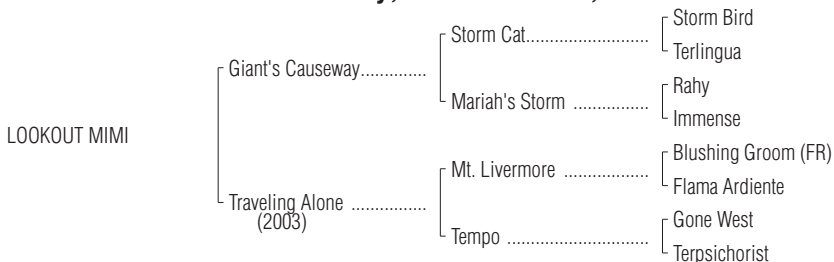 Storm Bird
Storm Cat..............................
Terlingua
Giant's Causeway..............
Rahy
Mariah's Storm ..................
Immense
LOOKOUT MIMI
Blushing Groom (FR)
Mt. Livermore ....................
Flama Ardiente
Traveling Alone ................
(2003)
Gone West
Tempo ..................................
Terpsichorist